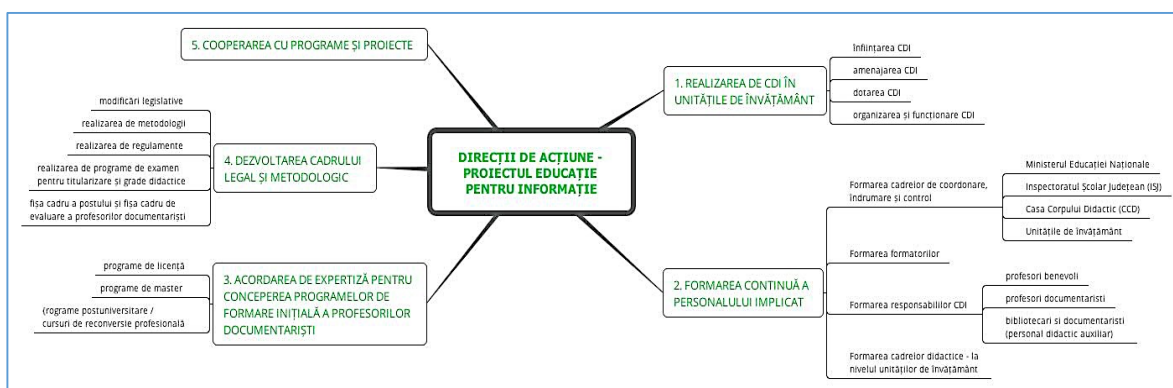 DIRECȚII DE ACȚIUNE -
PROIECTUL EDUCAȚIE
PENTRU INFORMAȚIE
1. REALIZAREA DE CDI ÎN
UNITĂȚILE DE ÎNVĂȚĂMÂNT
înființarea CDI
amenajarea CDI
dotarea CDI
organizarea și funcționare CDI
2. FORMAREA CONTINUĂ A
PERSONALULUI IMPLICAT
Formarea cadrelor de coordonare,
îndrumare și control
Ministerul Educației Naționale
Inspectoratul Școlar Județean (ISJ)
Casa Corpului Didactic (CCD)
Unitățile de învățământ
Formarea formatorilor
Formarea responsabililor CDI
profesori benevoli
profesori documentaristi
bibliotecari si documentaristi
(personal didactic auxiliar)
Formarea cadrelor didactice - la
nivelul unităților de învățământ
3. ACORDAREA DE EXPERTIZĂ PENTRU
CONCEPEREA PROGRAMELOR DE
FORMARE INIȚIALĂ A PROFESORILOR
DOCUMENTARIȘTI
programe de licență
programe de master
(rograme postuniversitare /
cursuri de reconversie profesională
4. DEZVOLTAREA CADRULUI
LEGAL ȘI METODOLOGIC
modificări legislative
realizarea de metodologii
realizarea de regulamente
realizarea de programe de examen
pentru titularizare și grade didactice
fișa cadru a postului și fișa cadru de
evaluare a profesorilor documentariști
5. COOPERAREA CU PROGRAME ȘI PROIECTE